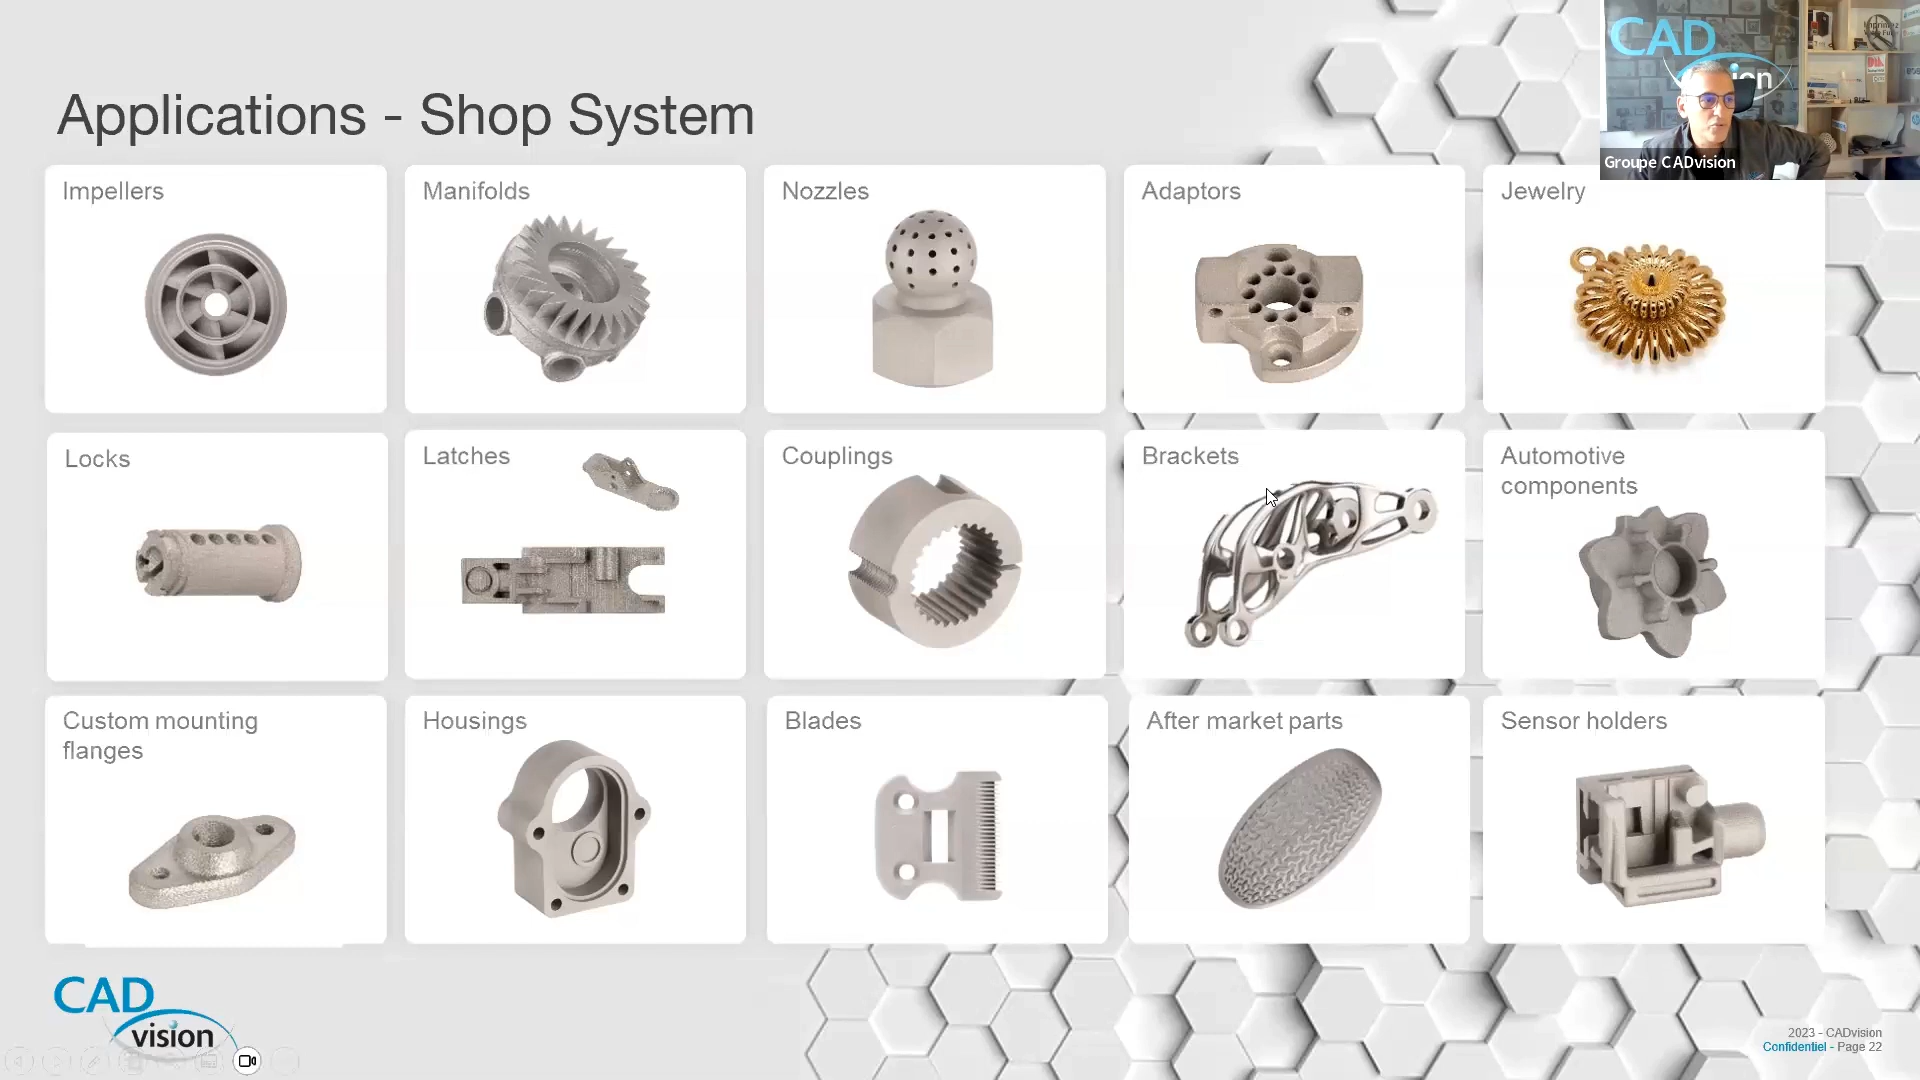 CAD
vision
Groupe CADvision
Applications - Shop System
Impellers
Manifolds
Nozzles
Adaptors
Jewelry
Locks
Latches
Couplings
Brackets
Automotive
components
Custom mounting
flanges
Housings
Blades
After market parts
Sensor holders
CAD
vision
2023 - CADvision
Confidentiel - Page 22